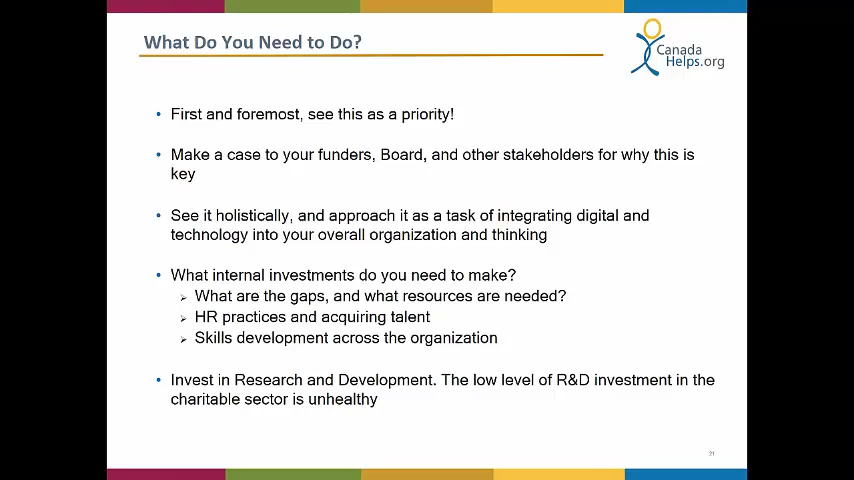 What Do You Need to Do?
Canada
Helps.org
• First and foremost, see this as a priority!
• Make a case to your funders, Board, and other stakeholders for why this is
key
• See it holistically, and approach it as a task of integrating digital and
technology into your overall organization and thinking
• What internal investments do you need to make?
➢ What are the gaps, and what resources are needed?
➢ HR practices and acquiring talent
➢ Skills development across the organization
• Invest in Research and Development. The low level of R&D investment in the
charitable sector is unhealthy
21